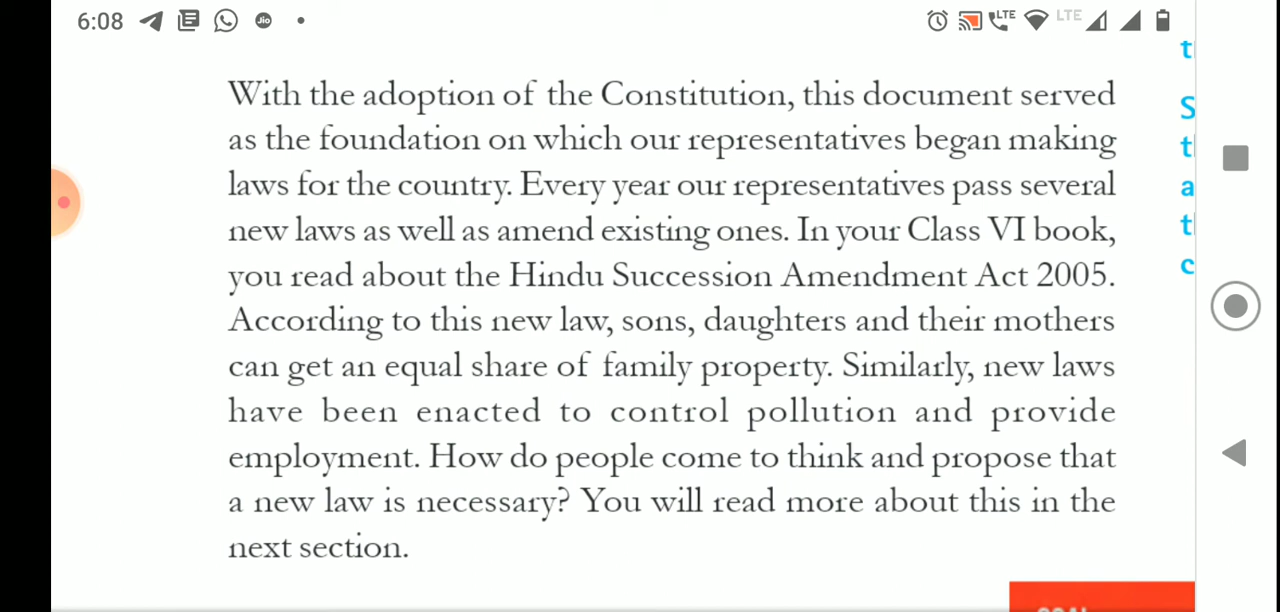 6:08 Jio LTE LTE
With the adoption of the Constitution, this document served
as the foundation on which our representatives began making
laws for the country. Every year our representatives pass several
new laws as well as amend existing ones. In your Class VI book,
you read about the Hindu Succession Amendment Act 2005.
According to this new law, sons, daughters and their mothers
can get an equal share of family property. Similarly, new laws
have been enacted to control pollution and provide
employment. How do people come to think and propose that
a new law is necessary? You will read more about this in the
next section.